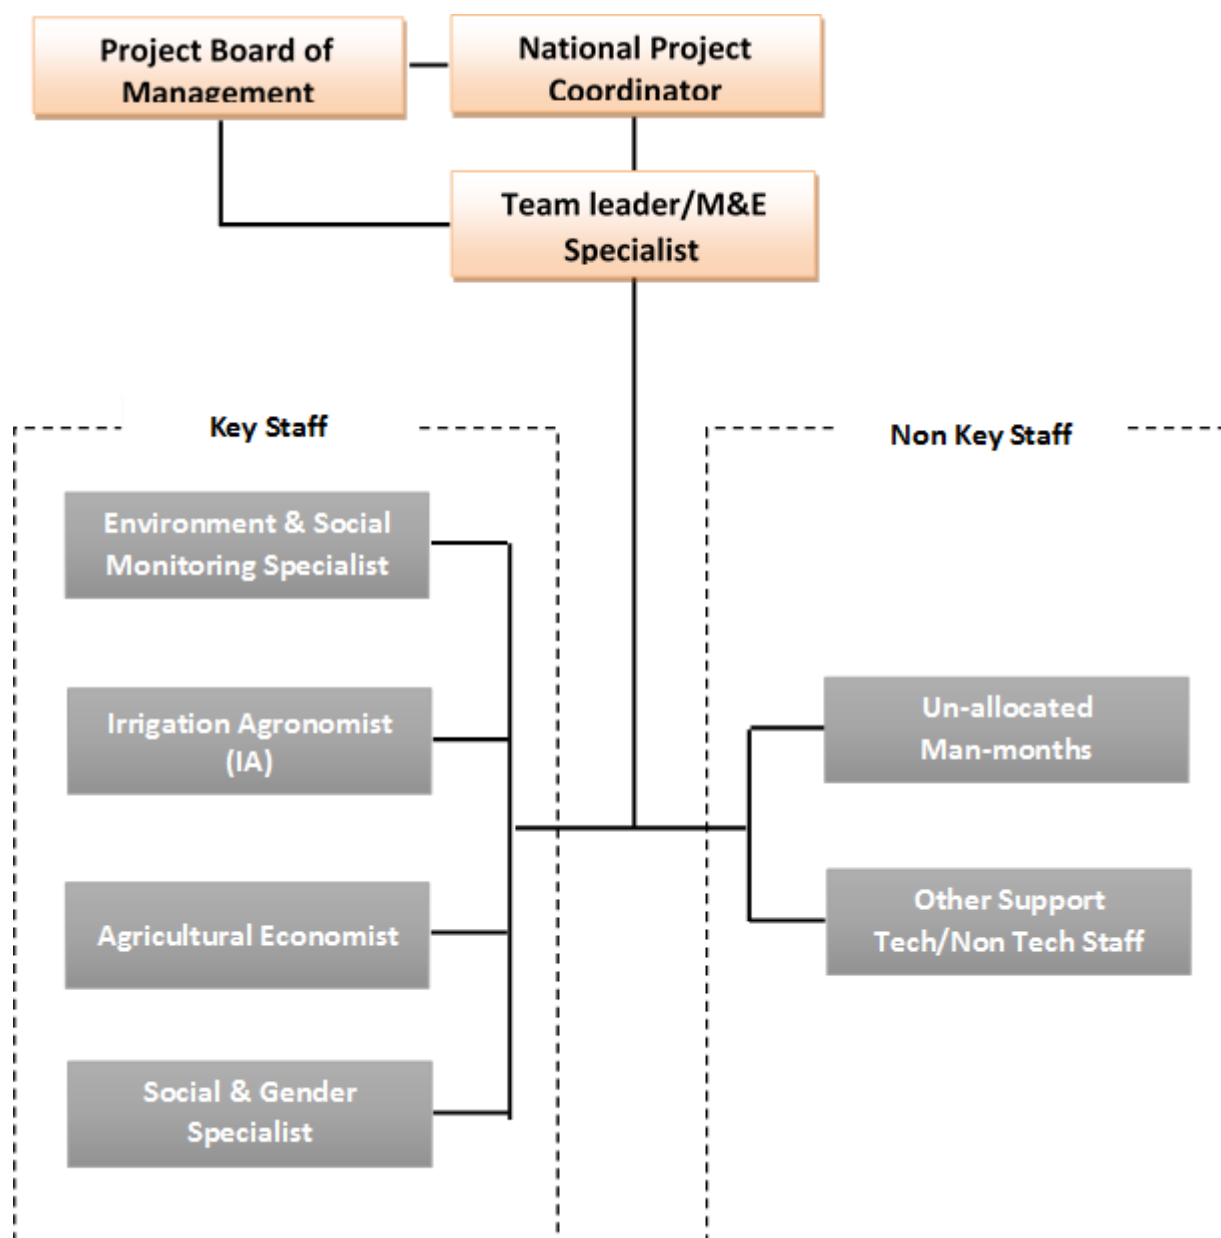 Project Board of
Management
National Project
Coordinator
Team leader/M&E
Specialist
Key Staff
Environment & Social
Monitoring Specialist
Irrigation Agronomist
(IA)
Agricultural Economist
Social & Gender
Specialist
Non Key Staff
Un-allocated
Man-months
Other Support
Tech/Non Tech Staff